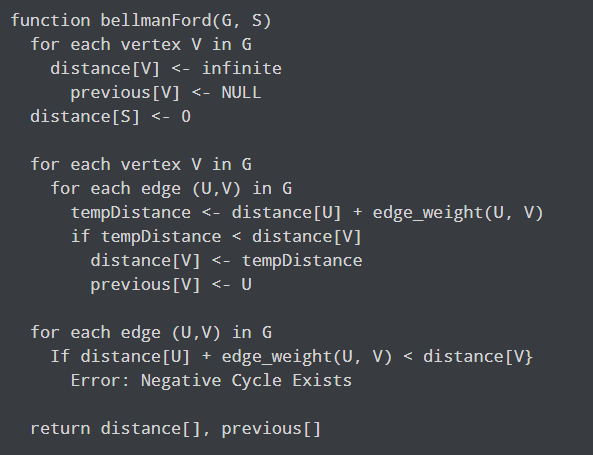 function bellmanFord(G, S)
  for each vertex V in G
    distance[V] <- infinite
      previous[V] <- NULL
  distance[S] <- 0

  for each vertex V in G
    for each edge (U,V) in G
      tempDistance <- distance[U] + edge_weight(U, V)
      if tempDistance < distance[V]
        distance[V] <- tempDistance
        previous[V] <- U

  for each edge (U,V) in G
    If distance[U] + edge_weight(U, V) < distance[V}
      Error: Negative Cycle Exists

  return distance[], previous[]